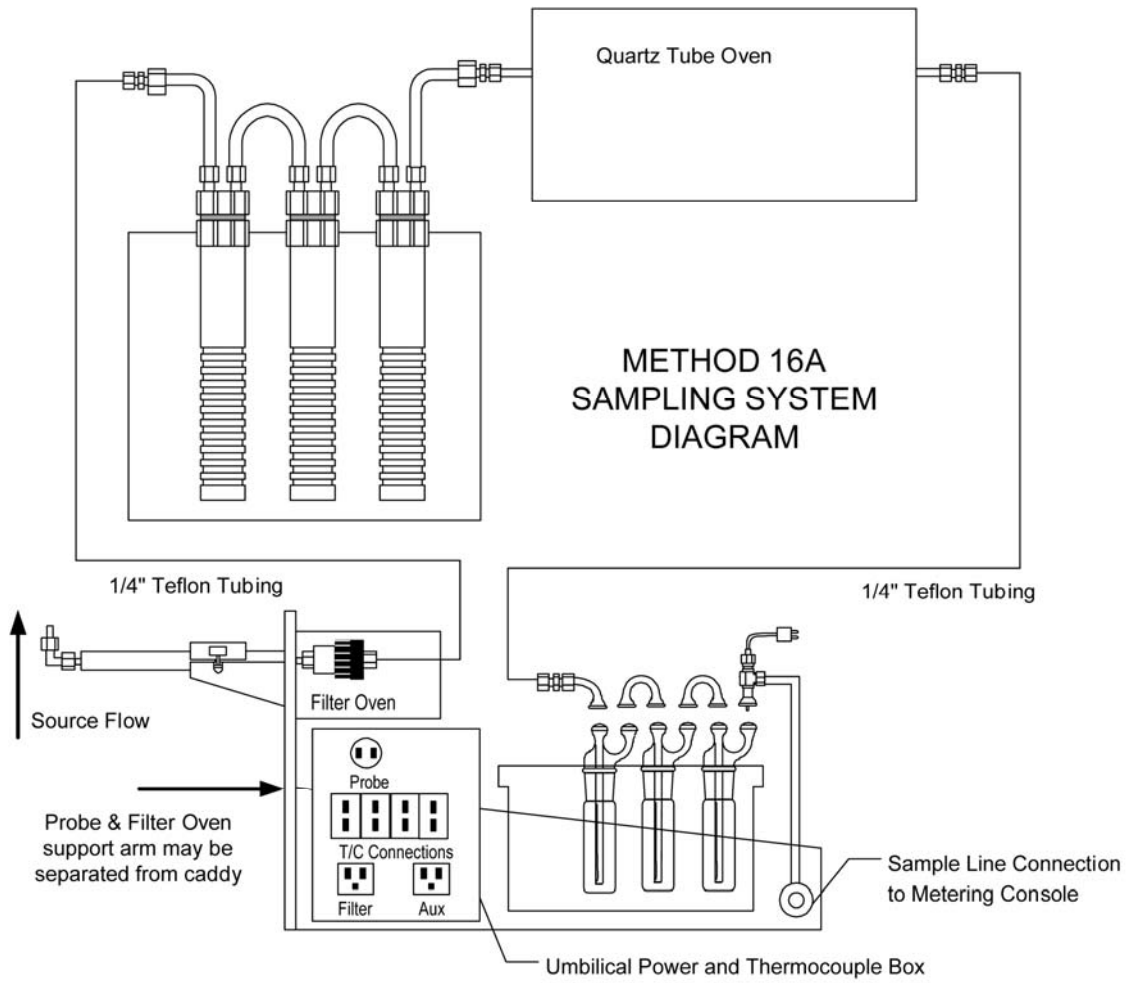 Quartz Tube Oven
METHOD 16A
SAMPLING SYSTEM
DIAGRAM
1/4" Teflon Tubing
1/4" Teflon Tubing
Source Flow
Filter Oven
Probe
T/C Connections
Filter
Aux
Probe & Filter Oven
support arm may be
separated from caddy
Sample Line Connection
to Metering Console
Umbilical Power and Thermocouple Box